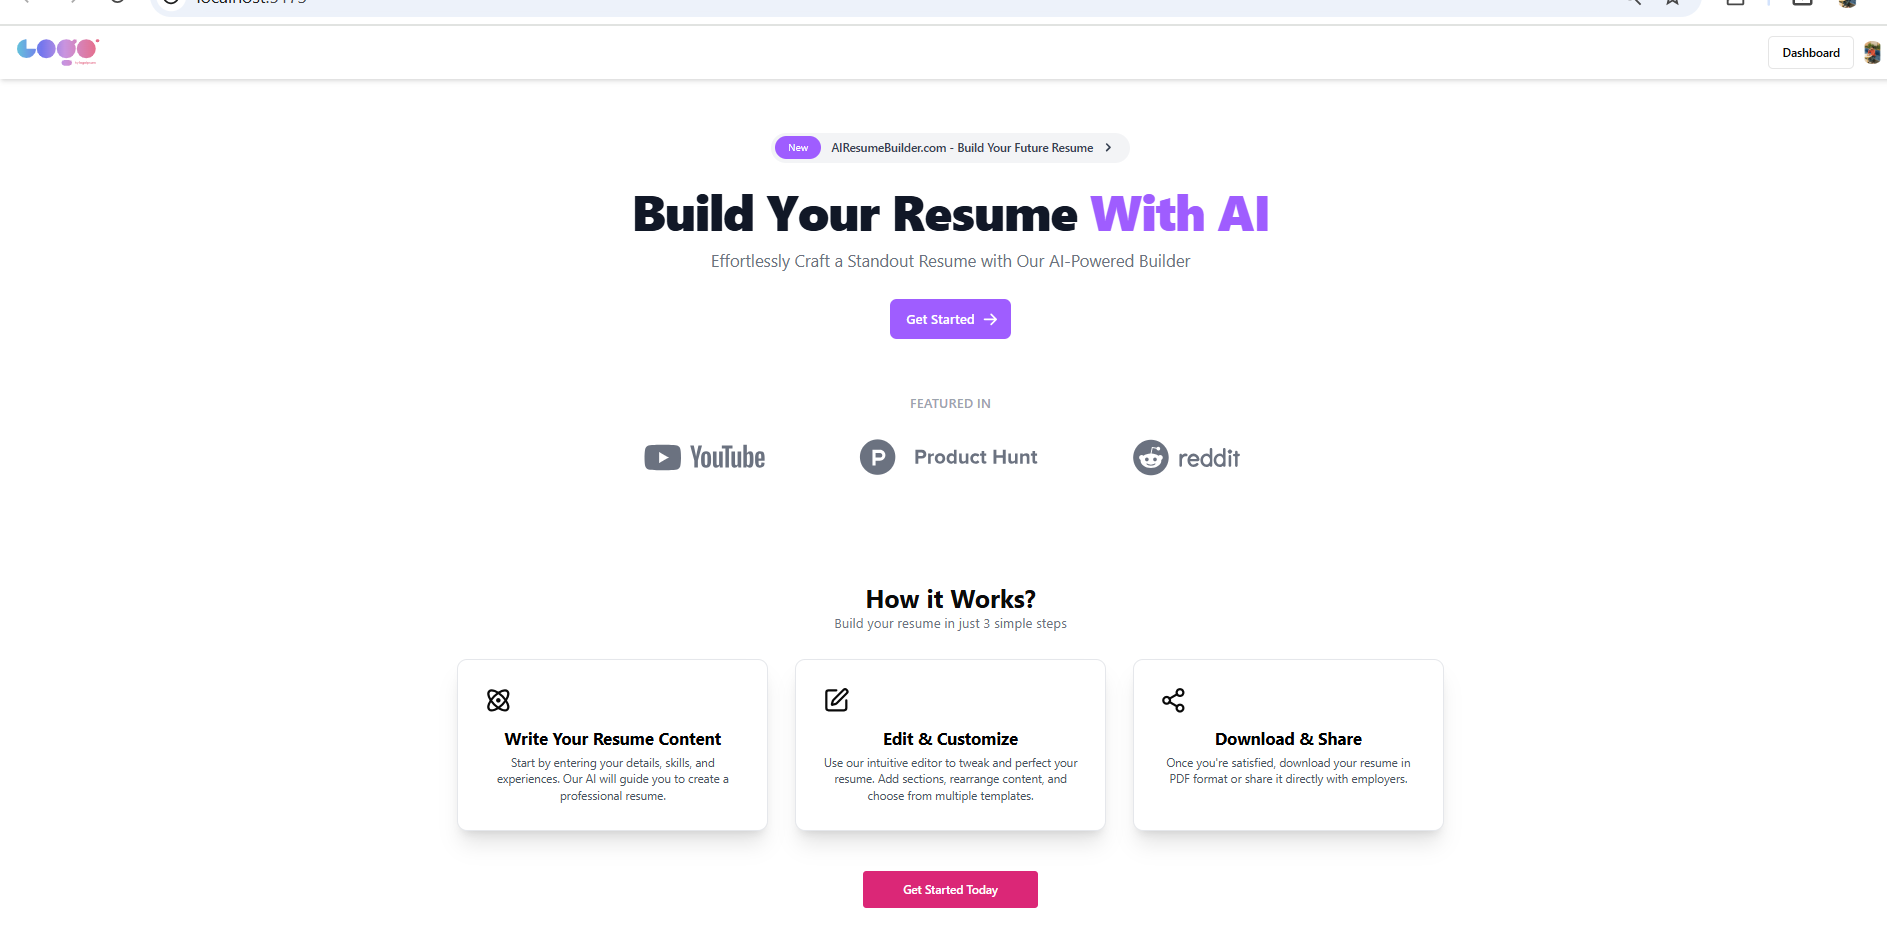 Logo
Dashboard
New
AIResumeBuilder.com - Build Your Future Resume
Build Your Resume With AI
Effortlessly Craft a Standout Resume with Our AI-Powered Builder
Get Started
FEATURED IN
YouTube
P Product Hunt
reddit
How it Works?
Build your resume in just 3 simple steps
Write Your Resume Content
Start by entering your details, skills, and
experiences. Our AI will guide you to create a
professional resume.
Edit & Customize
Use our intuitive editor to tweak and perfect your
resume. Add sections, rearrange content, and
choose from multiple templates.
Download & Share
Once you're satisfied, download your resume in
PDF format or share it directly with employers.
Get Started Today